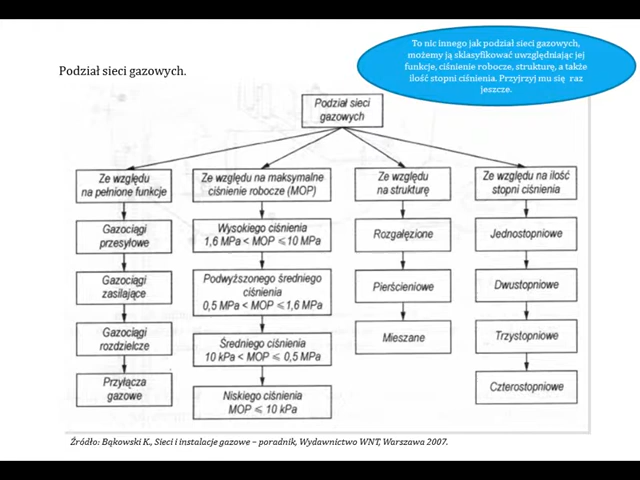 To nic innego jak podział sieci gazowych,
możemy ją sklasyfikować uwzględniając jej
funkcje, ciśnienie robocze, strukturę, a także
ilość stopni ciśnienia. Przyjrzyj mu się  raz
jeszcze.
Podział sieci gazowych.
Podział sieci
gazowych
Ze względu
na pełnione funkcje
Gazociągi
przesyłowe
Gazociągi
zasilające
Gazociągi
rozdzielcze
Przyłącza
gazowe
Ze względu na maksymalne
ciśnienie robocze (MOP)
Wysokiego ciśnienia
1,6 MPa < MOP ⩽ 10 MPa
Podwyższonego średniego
ciśnienia
0,5 MPa < MOP ⩽ 1,6 MPa
Średniego ciśnienia
10 kPa < MOP ⩽ 0,5 MPa
Niskiego ciśnienia
MOP ⩽ 10 kPa
Ze względu
na strukturę
Rozgałęzione
Pierścieniowe
Mieszane
Ze względu na ilość
stopni ciśnienia
Jednostopniowe
Dwustopniowe
Trzystopniowe
Czterostopniowe
Źródło: Bąkowski K., Sieci i instalacje gazowe – poradnik, Wydawnictwo WNT, Warszawa 2007.